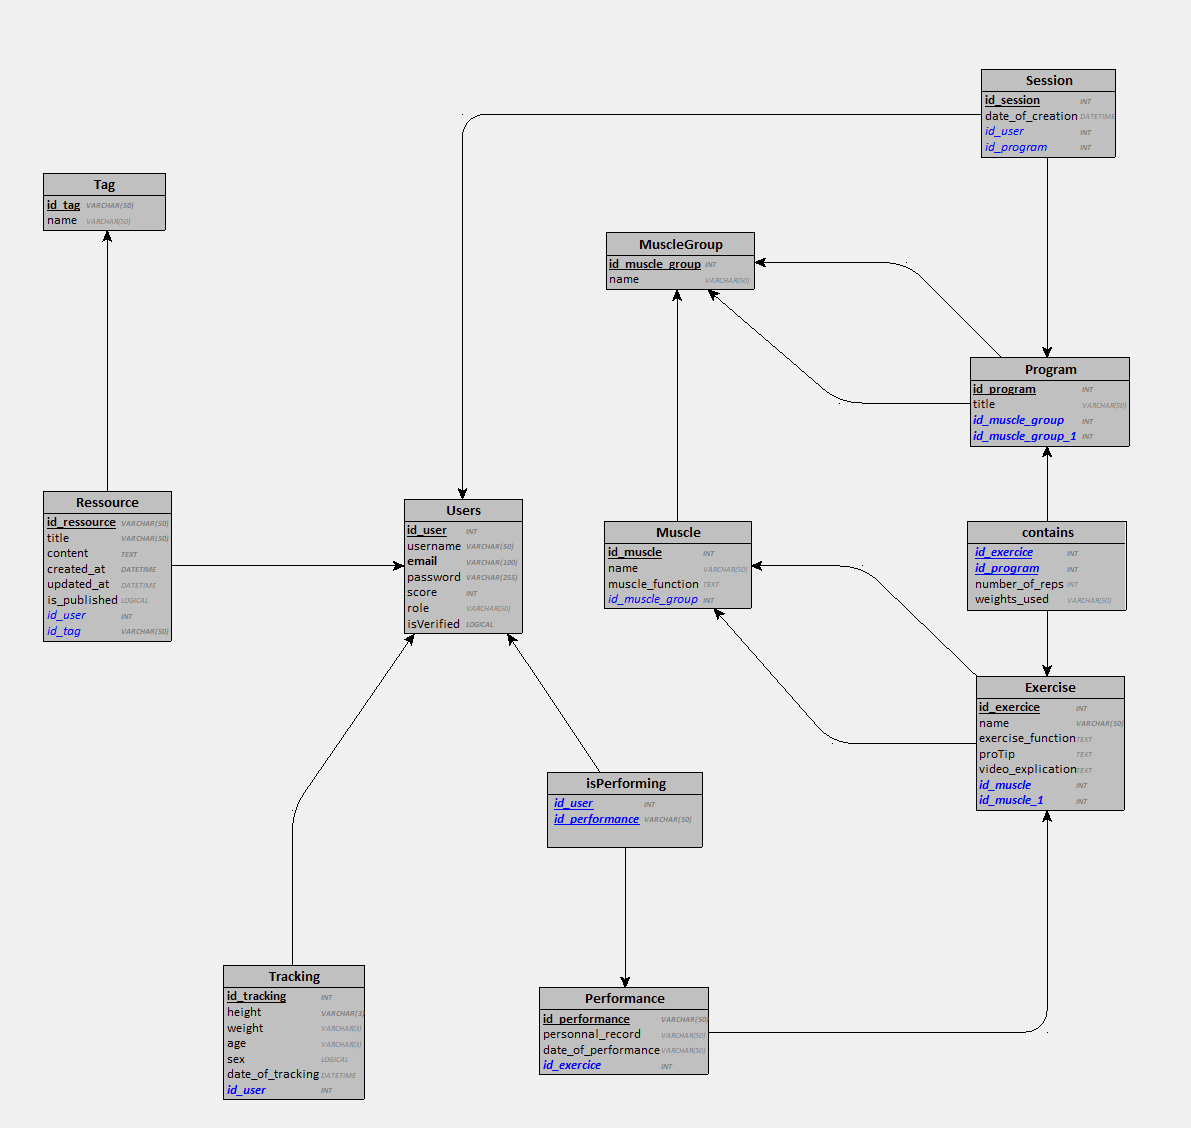 Session
id_session INT
date_of_creation DATETIME
id_user INT
id_program INT
Tag
id_tag VARCHAR(50)
name VARCHAR(50)
MuscleGroup
id_muscle_group INT
name VARCHAR(50)
Program
id_program INT
title VARCHAR(50)
id_muscle_group INT
id_muscle_group_1 INT
Ressource
id_ressource VARCHAR(50)
title VARCHAR(50)
content TEXT
created_at DATETIME
updated_at DATETIME
is_published LOGICAL
id_user INT
id_tag VARCHAR(50)
Users
id_user INT
username VARCHAR(50)
email VARCHAR(100)
password VARCHAR(255)
score INT
role VARCHAR(50)
isVerified LOGICAL
Muscle
id_muscle INT
name VARCHAR(50)
muscle_function TEXT
id_muscle_group INT
contains
id_exercice INT
id_program INT
number_of_reps INT
weights_used VARCHAR(50)
Exercise
id_exercice INT
name VARCHAR(50)
exercise_function TEXT
proTip TEXT
video_explication TEXT
id_muscle INT
id_muscle_1 INT
isPerforming
id_user INT
id_performance VARCHAR(50)
Tracking
id_tracking INT
height VARCHAR(3)
weight VARCHAR(3)
age VARCHAR(3)
sex LOGICAL
date_of_tracking DATETIME
id_user INT
Performance
id_performance VARCHAR(50)
personnal_record VARCHAR(50)
date_of_performance VARCHAR(50)
id_exercice INT